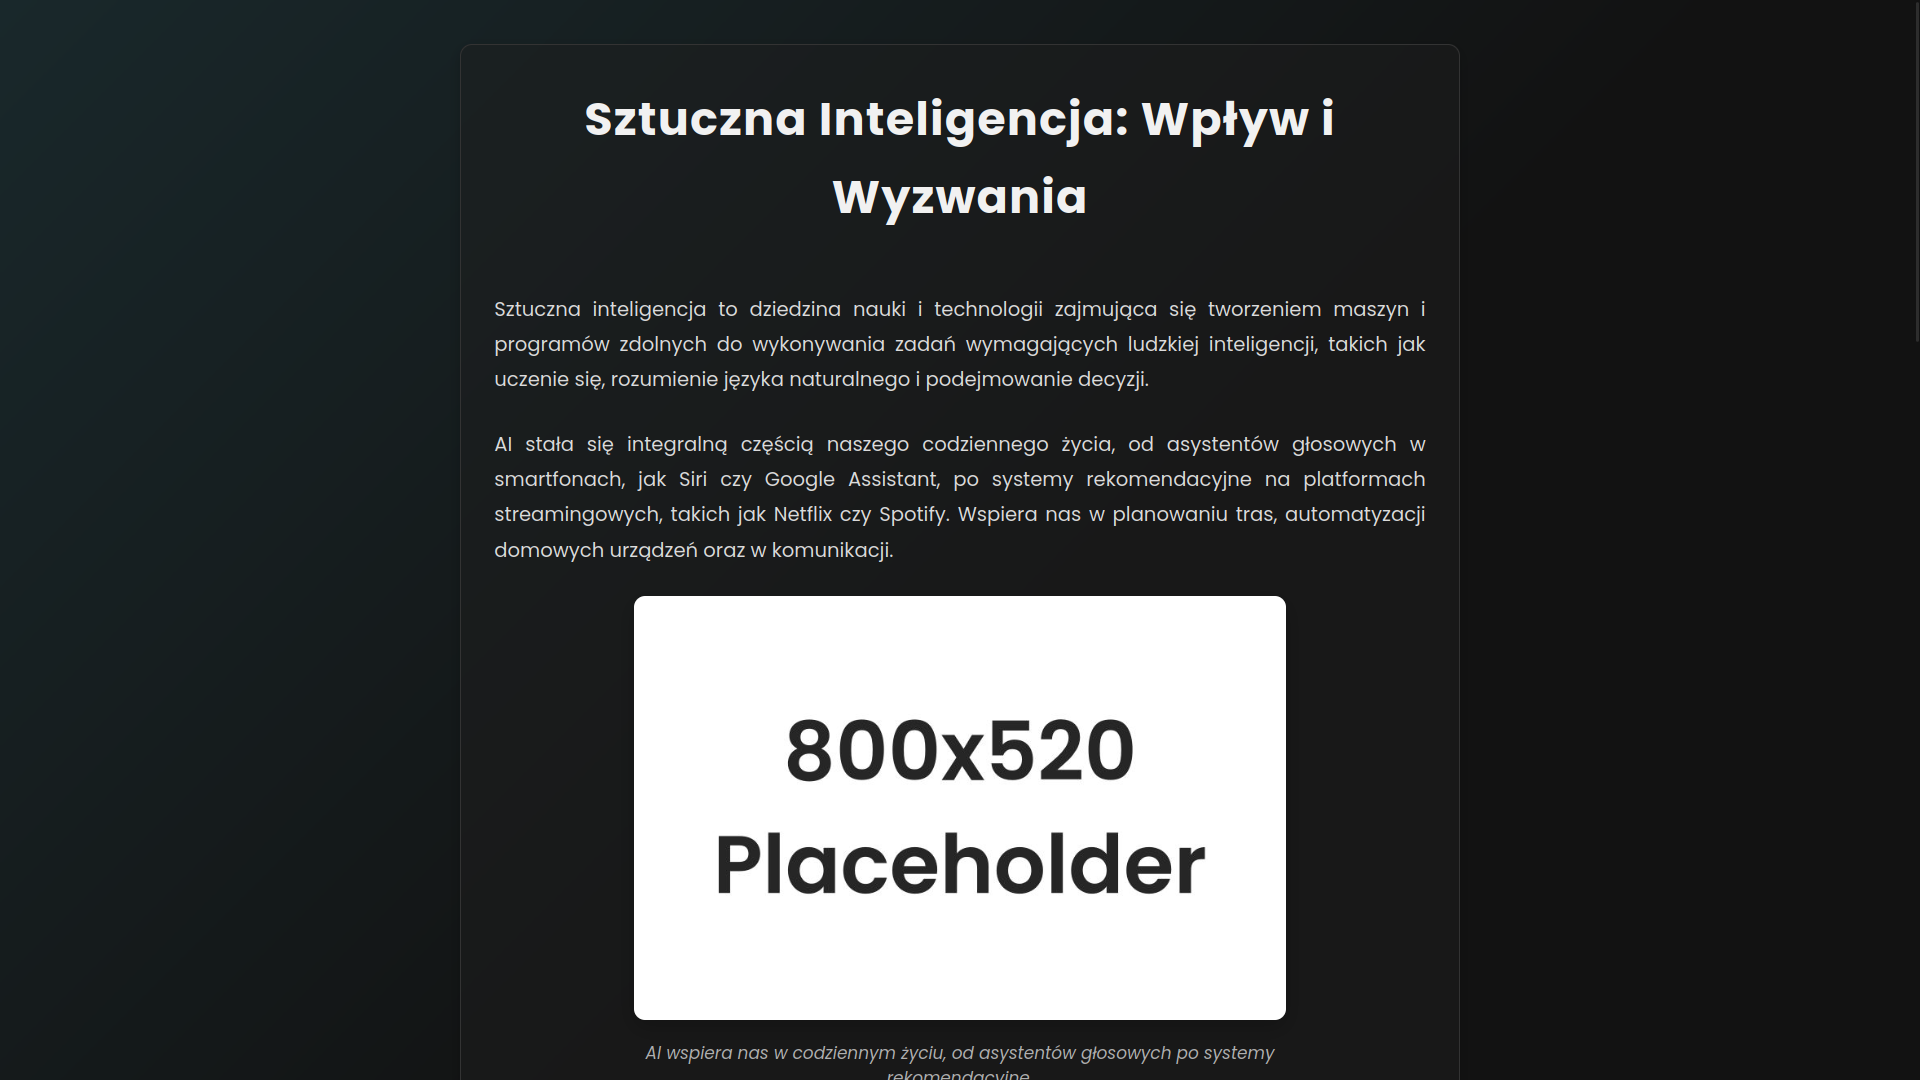 Sztuczna Inteligencja: Wpływ i
Wyzwania
Sztuczna inteligencja to dziedzina nauki i technologii zajmująca się tworzeniem maszyn i
programów zdolnych do wykonywania zadań wymagających ludzkiej inteligencji, takich jak
uczenie się, rozumienie języka naturalnego i podejmowanie decyzji.
AI stała się integralną częścią naszego codziennego życia, od asystentów głosowych w
smartfonach, jak Siri czy Google Assistant, po systemy rekomendacyjne na platformach
streamingowych, takich jak Netflix czy Spotify. Wspiera nas w planowaniu tras, automatyzacji
domowych urządzeń oraz w komunikacji.
800x520
Placeholder
AI wspiera nas w codziennym życiu, od asystentów głosowych po systemy
rekomendacyjne.